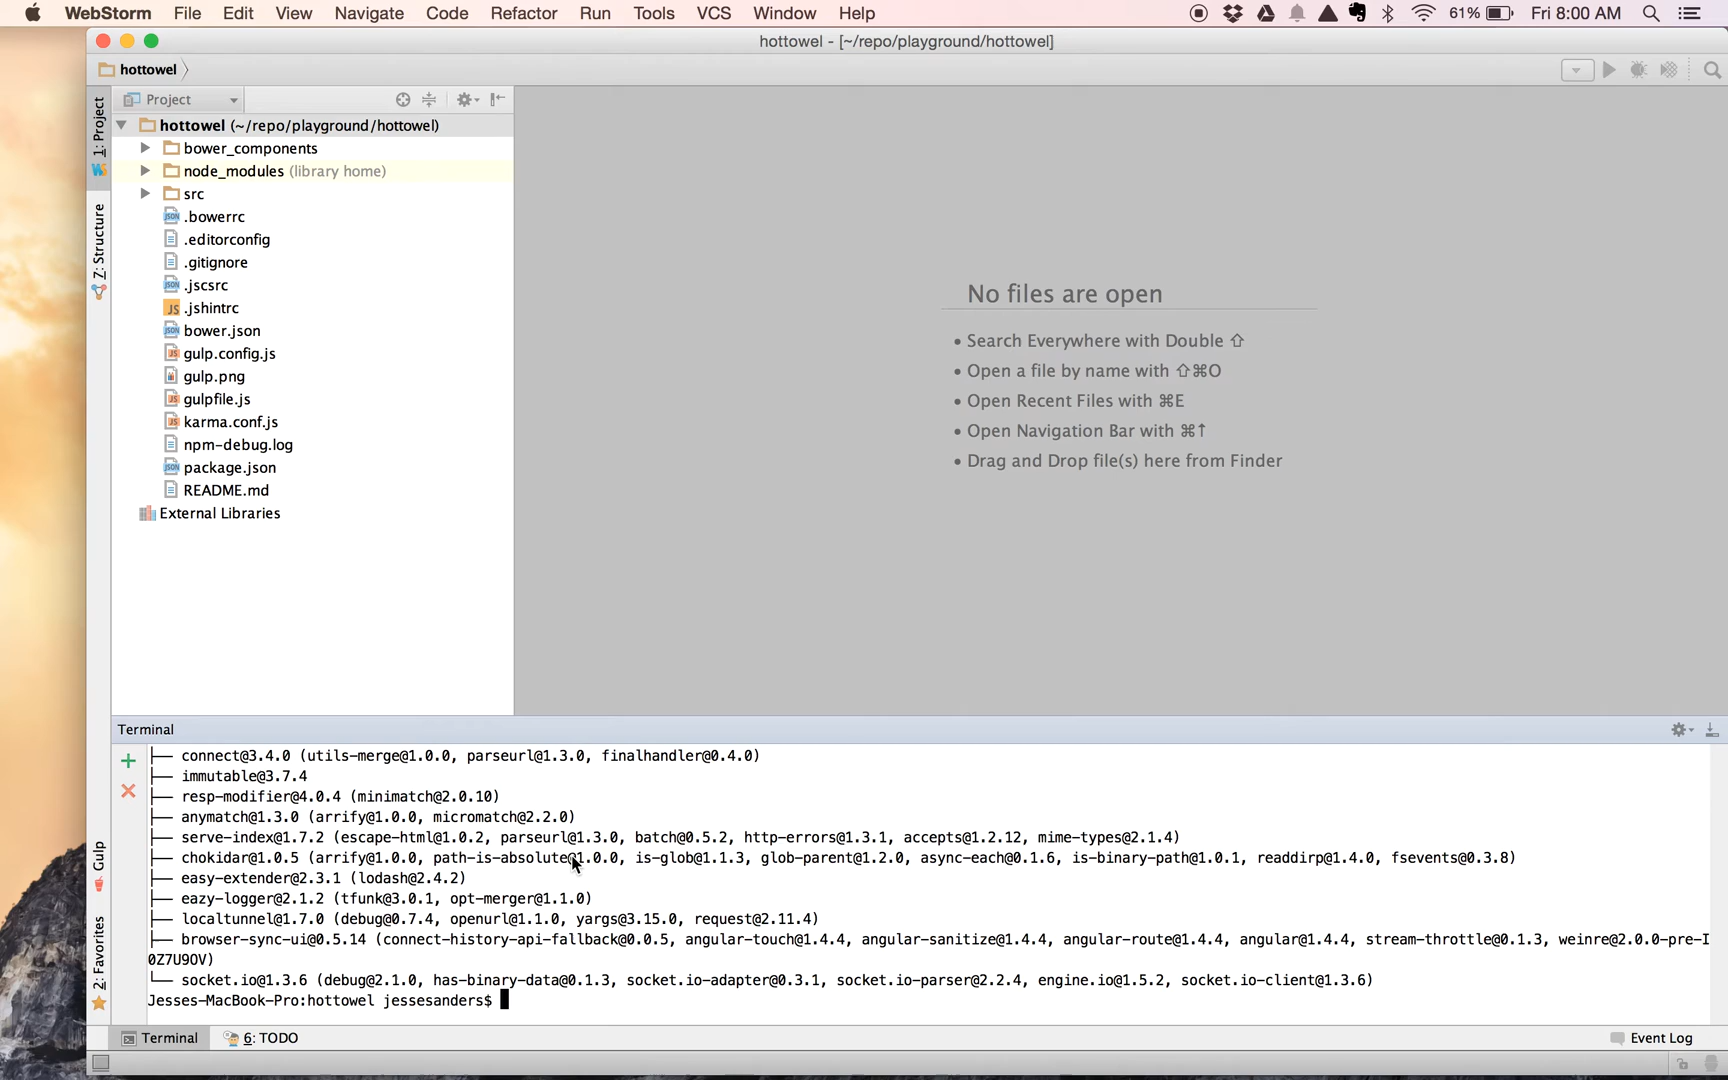 WebStorm File Edit View Navigate Code Refactor Run Tools VCS Window Help 61% Fri 8:00 AM
hottowel - [~/repo/playground/hottowel]
hottowel
Project
1: Project
Z: Structure
hottowel (~/repo/playground/hottowel)
bower_components
node_modules (library home)
src
.bowerrc
.editorconfig
.gitignore
.jscsrc
.jshintrc
bower.json
gulp.config.js
gulp.png
gulpfile.js
karma.conf.js
npm-debug.log
package.json
README.md
External Libraries
No files are open
• Search Everywhere with Double ⇧
• Open a file by name with ⇧⌘O
• Open Recent Files with ⌘E
• Open Navigation Bar with ⌘↑
• Drag and Drop file(s) here from Finder
Gulp
2: Favorites
Terminal
├── connect@3.4.0 (utils-merge@1.0.0, parseurl@1.3.0, finalhandler@0.4.0)
├── immutable@3.7.4
├── resp-modifier@4.0.4 (minimatch@2.0.10)
├── anymatch@1.3.0 (arrify@1.0.0, micromatch@2.2.0)
├── serve-index@1.7.2 (escape-html@1.0.2, parseurl@1.3.0, batch@0.5.2, http-errors@1.3.1, accepts@1.2.12, mime-types@2.1.4)
├── chokidar@1.0.5 (arrify@1.0.0, path-is-absolute@1.0.0, is-glob@1.1.3, glob-parent@1.2.0, async-each@0.1.6, is-binary-path@1.0.1, readdirp@1.4.0, fsevents@0.3.8)
├── easy-extender@2.3.1 (lodash@2.4.2)
├── eazy-logger@2.1.2 (tfunk@3.0.1, opt-merger@1.1.0)
├── localtunnel@1.7.0 (debug@0.7.4, openurl@1.1.0, yargs@3.15.0, request@2.11.4)
├── browser-sync-ui@0.5.14 (connect-history-api-fallback@0.0.5, angular-touch@1.4.4, angular-sanitize@1.4.4, angular-route@1.4.4, angular@1.4.4, stream-throttle@0.1.3, weinre@2.0.0-pre-I
0Z7U9OV)
└── socket.io@1.3.6 (debug@2.1.0, has-binary-data@0.1.3, socket.io-adapter@0.3.1, socket.io-parser@2.2.4, engine.io@1.5.2, socket.io-client@1.3.6)
Jesses-MacBook-Pro:hottowel jessesanders$
Terminal 6: TODO Event Log